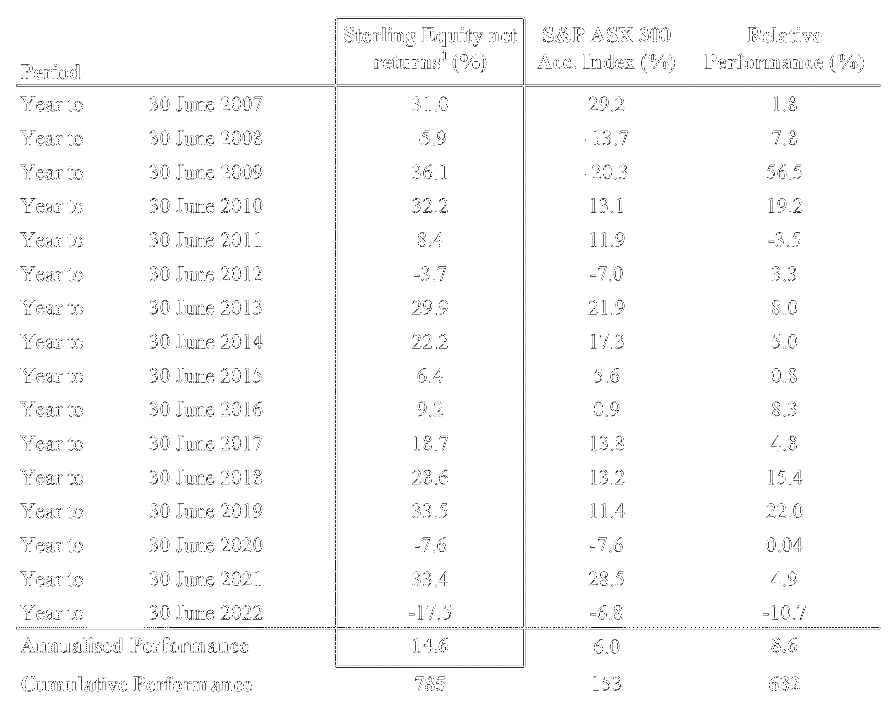 Period Sterling Equity net returns¹ (%) S&P ASX 300 Acc. Index (%) Relative Performance (%)
Year to 30 June 2007 31.0 29.2 1.8
Year to 30 June 2008 -5.9 -13.7 7.8
Year to 30 June 2009 36.1 -20.3 56.5
Year to 30 June 2010 32.2 13.1 19.2
Year to 30 June 2011 8.4 11.9 -3.5
Year to 30 June 2012 -3.7 -7.0 3.3
Year to 30 June 2013 29.9 21.9 8.0
Year to 30 June 2014 22.2 17.3 5.0
Year to 30 June 2015 6.4 5.6 0.8
Year to 30 June 2016 9.2 0.9 8.3
Year to 30 June 2017 18.7 13.8 4.8
Year to 30 June 2018 28.6 13.2 15.4
Year to 30 June 2019 33.5 11.4 22.0
Year to 30 June 2020 -7.6 -7.6 0.04
Year to 30 June 2021 33.4 28.5 4.9
Year to 30 June 2022 -17.5 -6.8 -10.7
Annualised Performance 14.6 6.0 8.6
Cumulative Performance 785 153 632